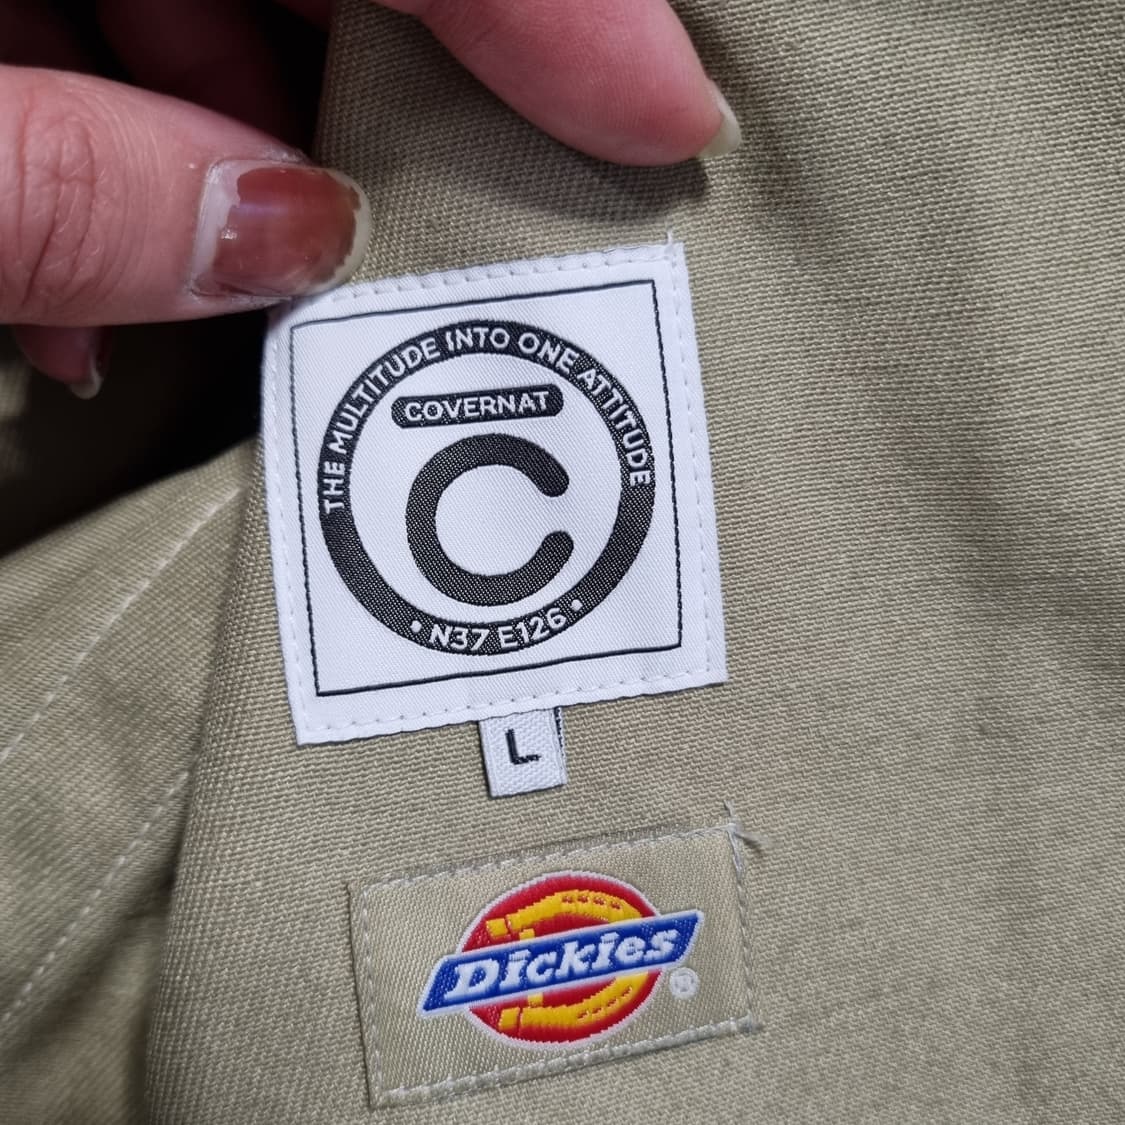 THE MULTITUDE INTO ONE ATTITUDE
COVERNAT
C
• N37 E126 •
L
Dickies
®